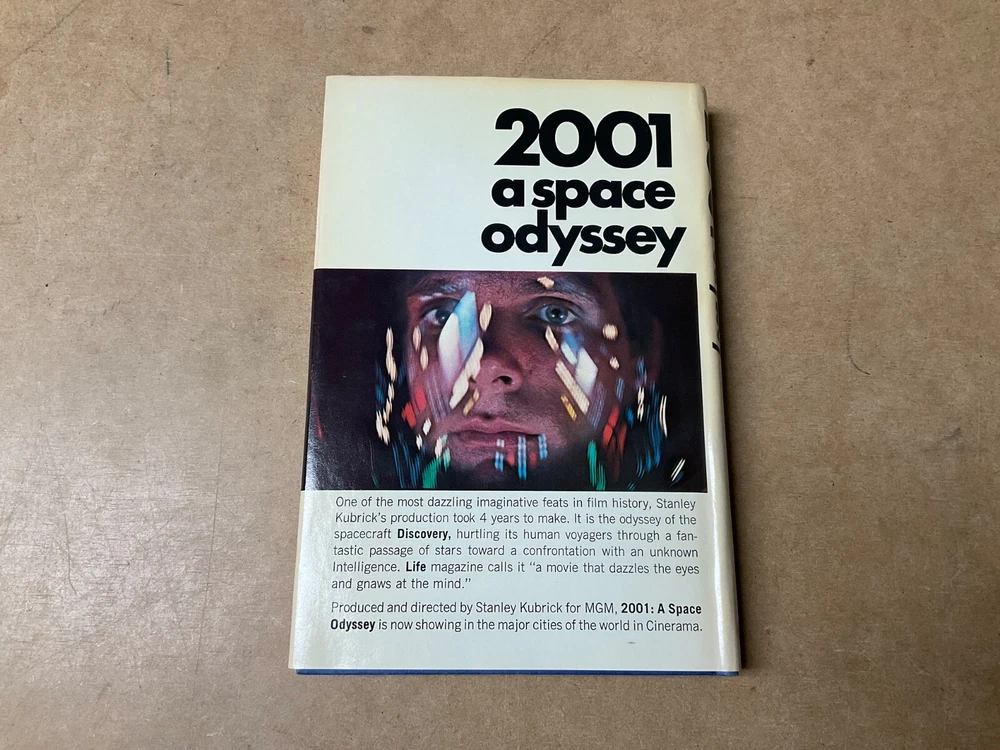 2001
a space
odyssey
One of the most dazzling imaginative feats in film history, Stanley
Kubrick's production took 4 years to make. It is the odyssey of the
spacecraft Discovery, hurtling its human voyagers through a fan-
tastic passage of stars toward a confrontation with an unknown
Intelligence. Life magazine calls it "a movie that dazzles the eyes
and gnaws at the mind."
Produced and directed by Stanley Kubrick for MGM, 2001: A Space
Odyssey is now showing in the major cities of the world in Cinerama.